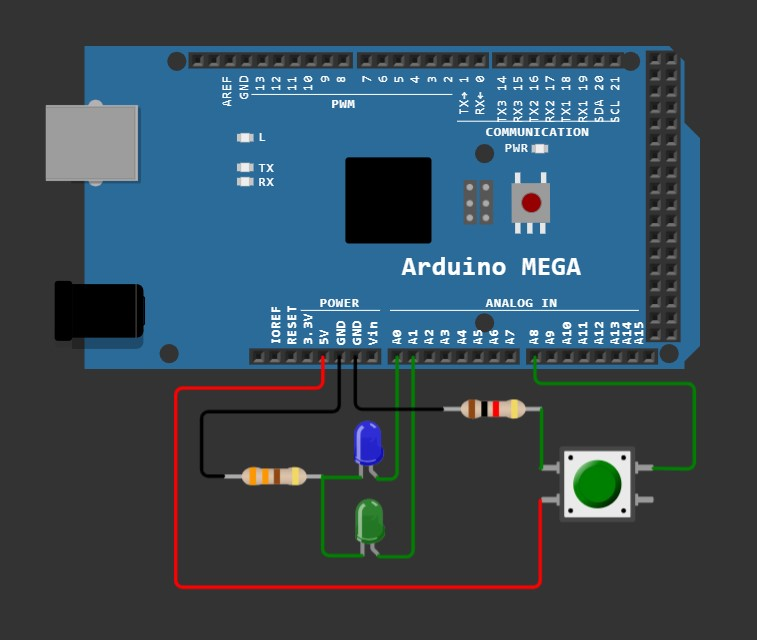 AREF
GND
13
12
11
10
9
8
7
6
5
4
3
2
TX→ 1
RX← 0
TX3 14
RX3 15
TX2 16
RX2 17
TX1 18
RX1 19
SDA 20
SCL 21
PWM
COMMUNICATION
L
PWR
TX
RX
Arduino MEGA
POWER
ANALOG IN
IOREF
RESET
3.3V
5V
GND
GND
Vin
A0
A1
A2
A3
A4
A5
A6
A7
A8
A9
A10
A11
A12
A13
A14
A15